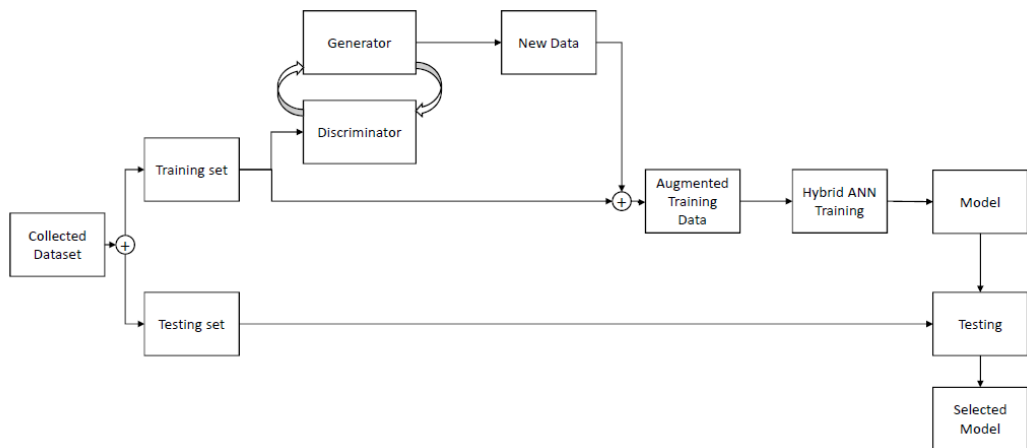 Generator
New Data
Discriminator
Training set
Augmented
Training
Data
Hybrid ANN
Training
Model
Collected
Dataset
+
+
Testing set
Testing
Selected
Model